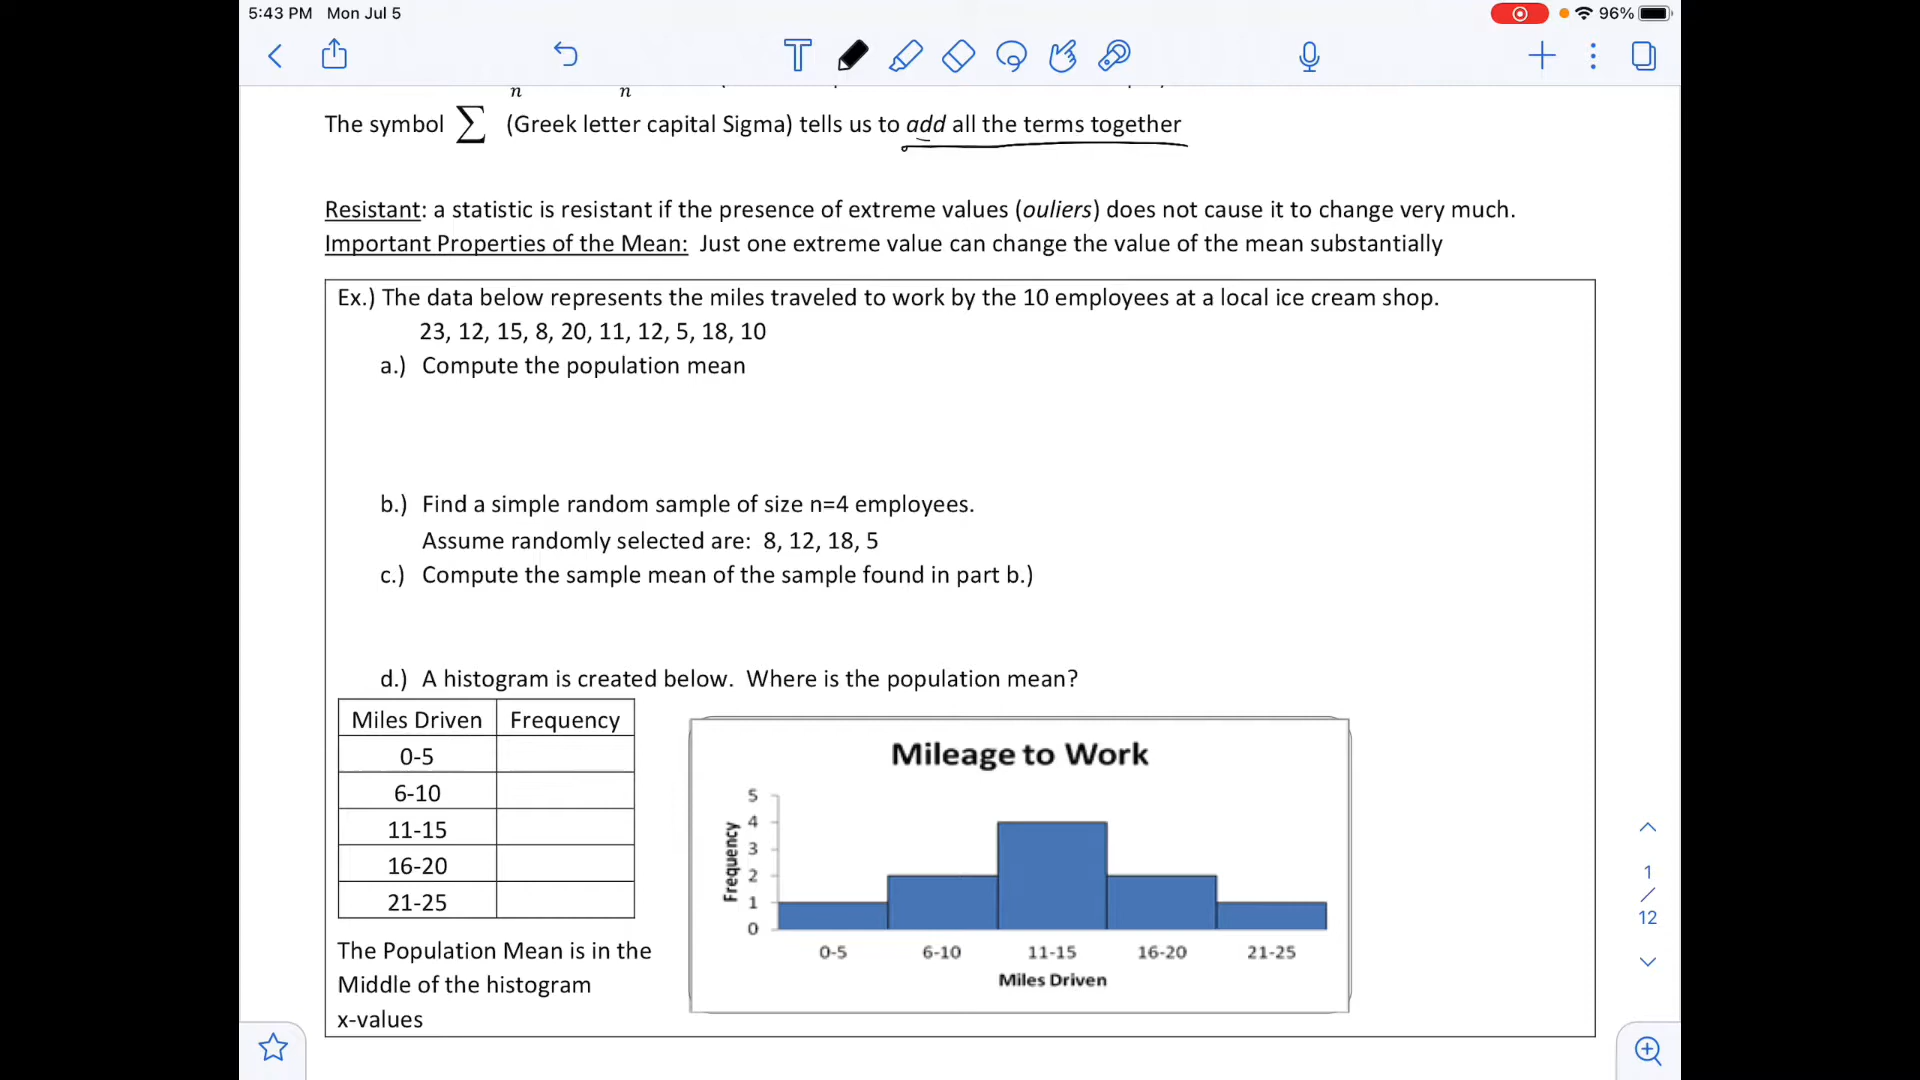 5:43 PM Mon Jul 5
96%
n n
The symbol ∑ (Greek letter capital Sigma) tells us to add all the terms together
Resistant: a statistic is resistant if the presence of extreme values (ouliers) does not cause it to change very much.
Important Properties of the Mean: Just one extreme value can change the value of the mean substantially
Ex.) The data below represents the miles traveled to work by the 10 employees at a local ice cream shop.
23, 12, 15, 8, 20, 11, 12, 5, 18, 10
a.) Compute the population mean
b.) Find a simple random sample of size n=4 employees.
Assume randomly selected are: 8, 12, 18, 5
c.) Compute the sample mean of the sample found in part b.)
d.) A histogram is created below. Where is the population mean?
Miles Driven Frequency
0-5
6-10
11-15
16-20
21-25
The Population Mean is in the
Middle of the histogram
x-values
Mileage to Work
Frequency
5
4
3
2
1
0
0-5 6-10 11-15 16-20 21-25
Miles Driven
1
/
12